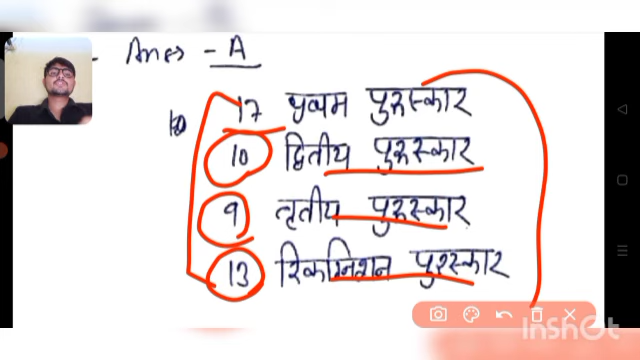 - Ans - A
17 प्रथम पुरस्कार
10 द्वितीय पुरस्कार
9 तृतीय पुरस्कार
13 रिकग्निशन पुरस्कार
InShOt